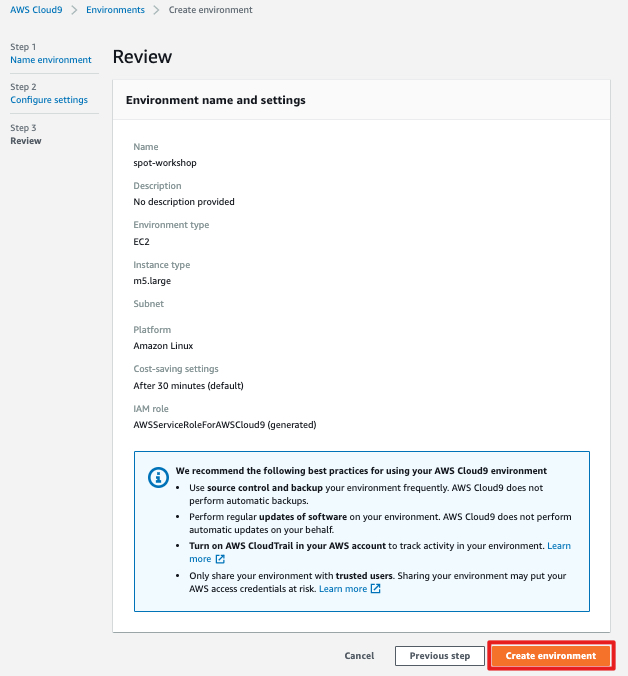 AWS Cloud9 > Environments > Create environment
Step 1
Name environment
Step 2
Configure settings
Step 3
Review
Review
Environment name and settings
Name
spot-workshop
Description
No description provided
Environment type
EC2
Instance type
m5.large
Subnet
Platform
Amazon Linux
Cost-saving settings
After 30 minutes (default)
IAM role
AWSServiceRoleForAWSCloud9 (generated)
We recommend the following best practices for using your AWS Cloud9 environment
• Use source control and backup your environment frequently. AWS Cloud9 does not
perform automatic backups.
• Perform regular updates of software on your environment. AWS Cloud9 does not perform
automatic updates on your behalf.
• Turn on AWS CloudTrail in your AWS account to track activity in your environment. Learn
more
• Only share your environment with trusted users. Sharing your environment may put your
AWS access credentials at risk. Learn more
Cancel
Previous step
Create environment